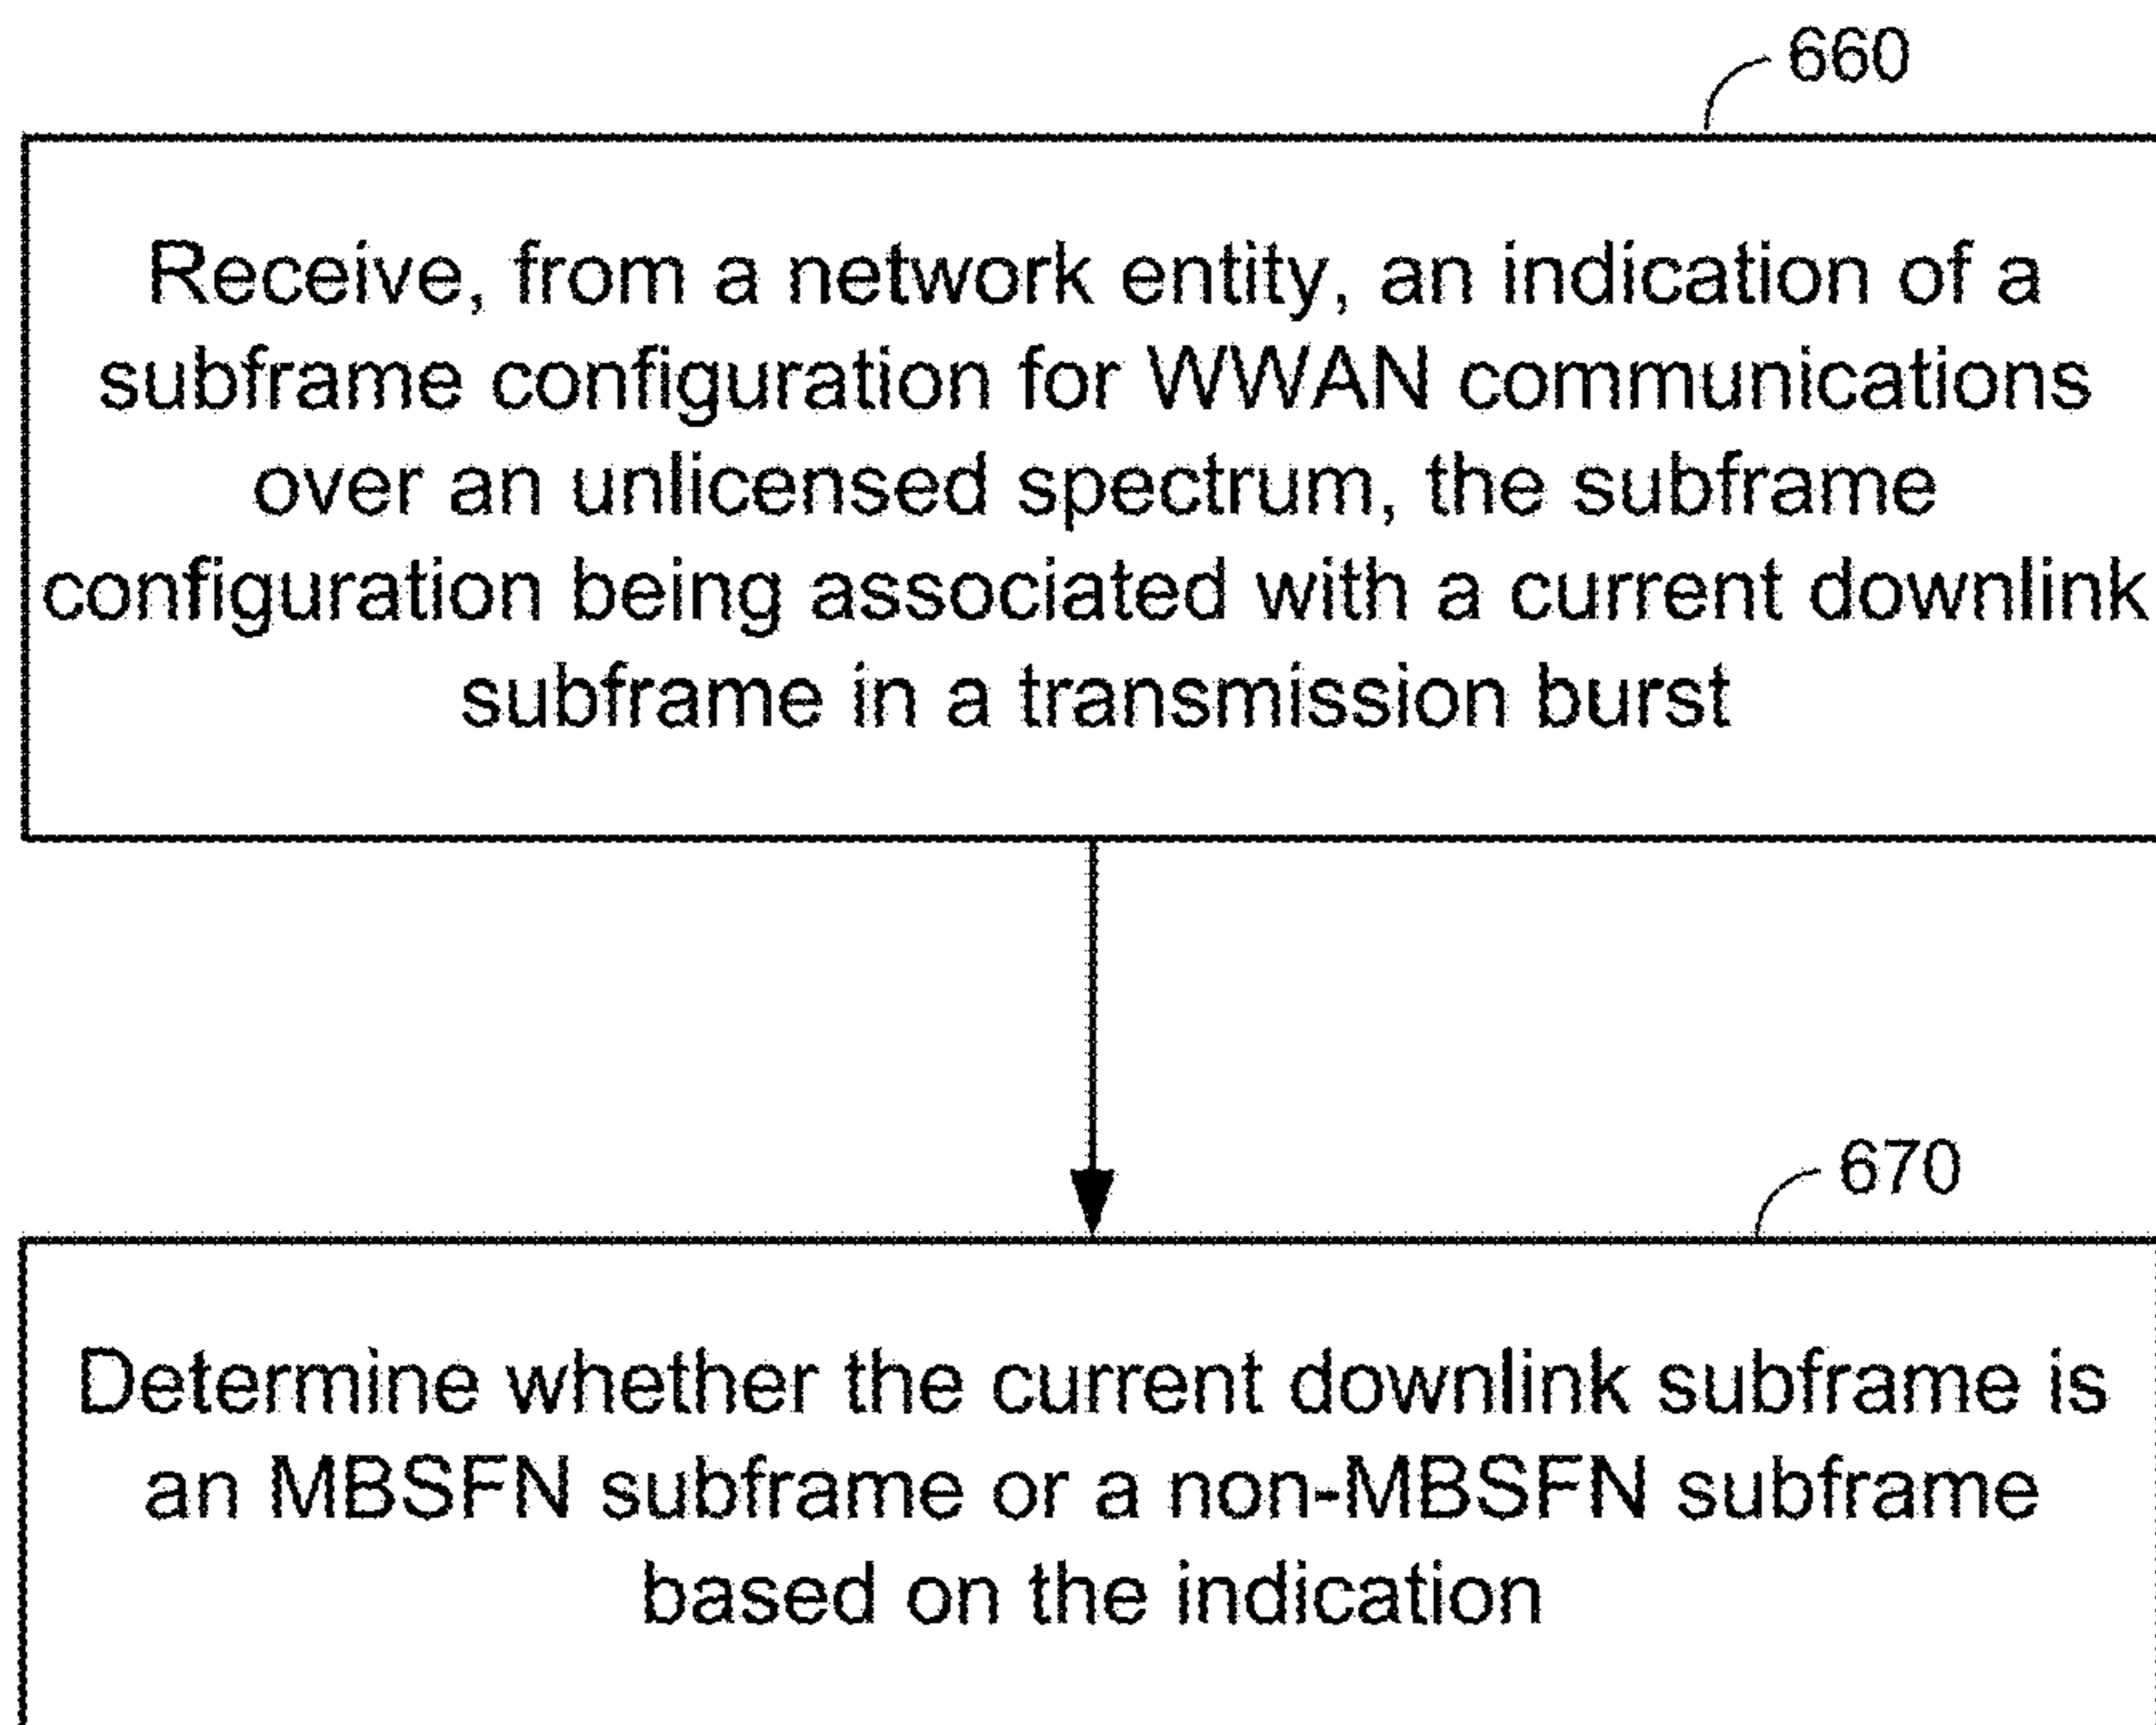 660
Receive, from a network entity, an indication of a
subframe configuration for WWAN communications
over an unlicensed spectrum, the subframe
configuration being associated with a current downlink
subframe in a transmission burst
670
Determine whether the current downlink subframe is
an MBSFN subframe or a non-MBSFN subframe
based on the indication